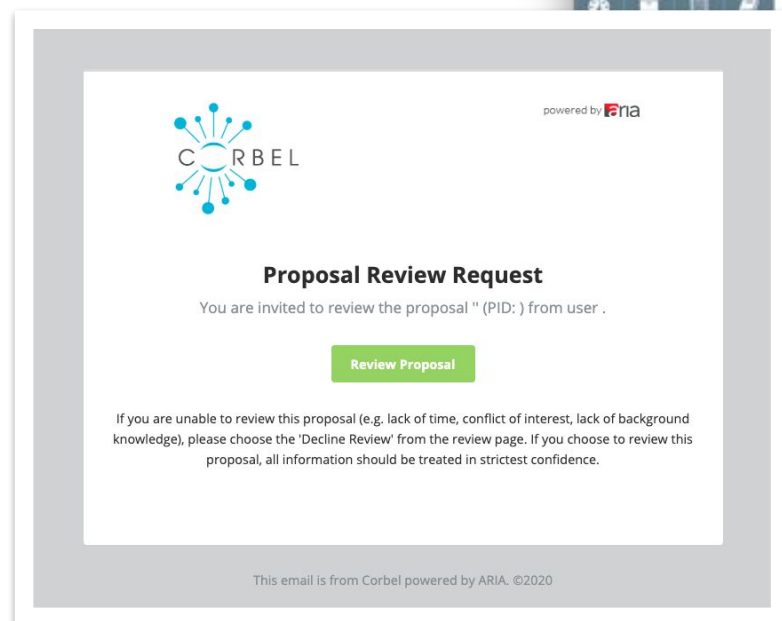 CORBEL
powered by aria
Proposal Review Request
You are invited to review the proposal '' (PID: ) from user .
Review Proposal
If you are unable to review this proposal (e.g. lack of time, conflict of interest, lack of background
knowledge), please choose the 'Decline Review' from the review page. If you choose to review this
proposal, all information should be treated in strictest confidence.
This email is from Corbel powered by ARIA. ©2020